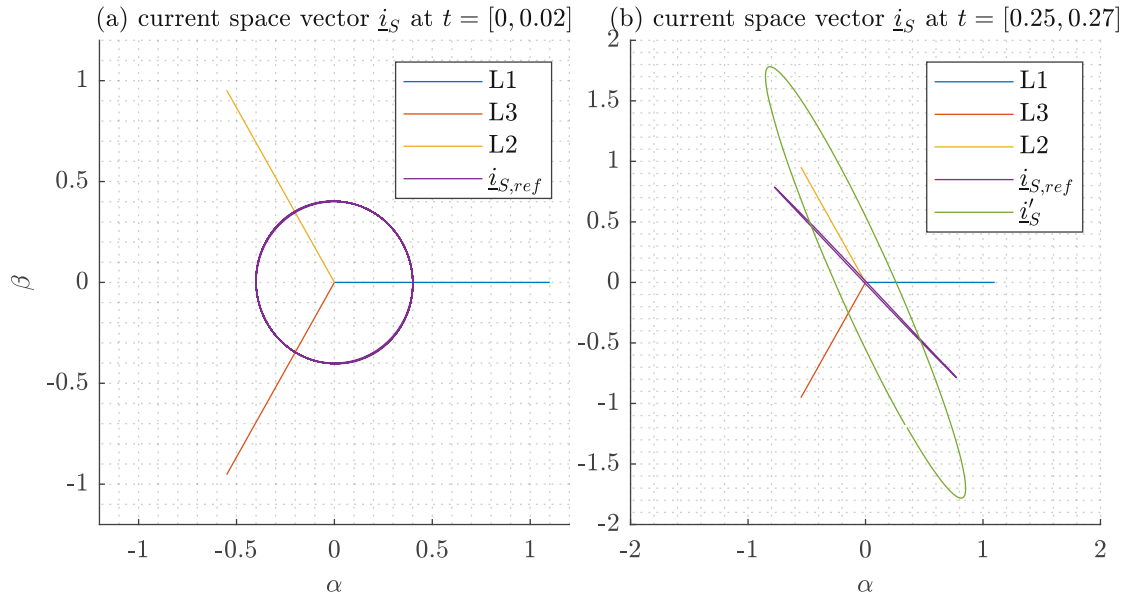 (a) current space vector i_S at t = [0, 0.02]
1
0.5
0
-0.5
-1
β
-1
-0.5
0
0.5
1
α
L1
L3
L2
i_S,ref
(b) current space vector i_S at t = [0.25, 0.27]
2
1.5
1
0.5
0
-0.5
-1
-1.5
-2
-2
-1
0
1
2
α
L1
L3
L2
i_S,ref
i′_S